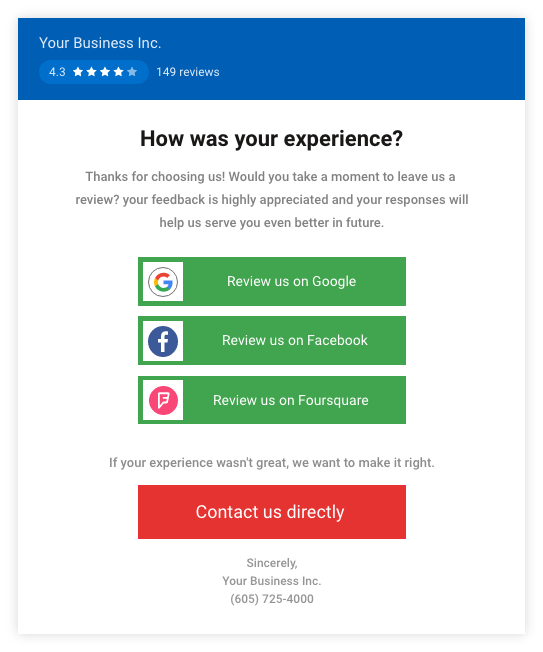 Your Business Inc.
4.3 149 reviews
How was your experience?
Thanks for choosing us! Would you take a moment to leave us a
review? your feedback is highly appreciated and your responses will
help us serve you even better in future.
Review us on Google
Review us on Facebook
Review us on Foursquare
If your experience wasn't great, we want to make it right.
Contact us directly
Sincerely,
Your Business Inc.
(605) 725-4000